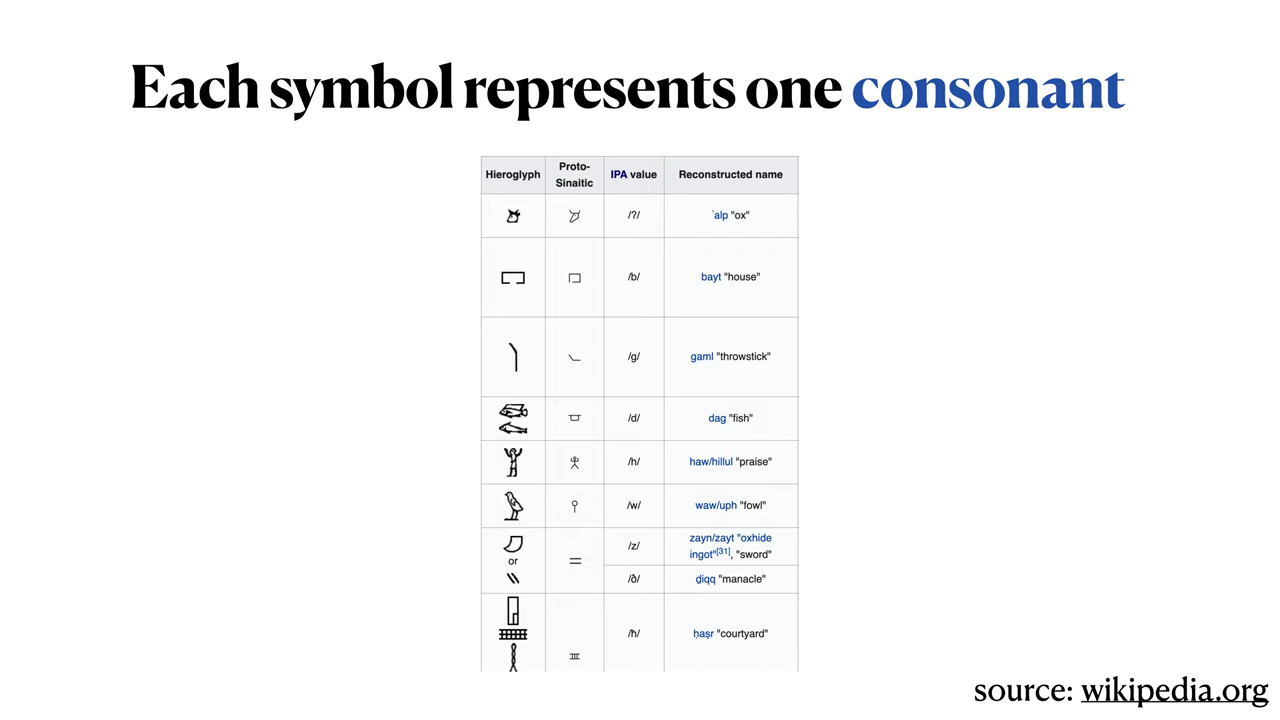 Each symbol represents one consonant
Hieroglyph Proto-Sinaitic IPA value Reconstructed name
/ʔ/ ʾalp "ox"
/b/ bayt "house"
/g/ gaml "throwstick"
/d/ dag "fish"
/h/ haw/hillul "praise"
/w/ waw/uph "fowl"
or
/z/ zayn/zayt "oxhide ingot"[31], "sword"
/ð/ ḏiqq "manacle"
/ħ/ ḥaṣr "courtyard"
source: wikipedia.org